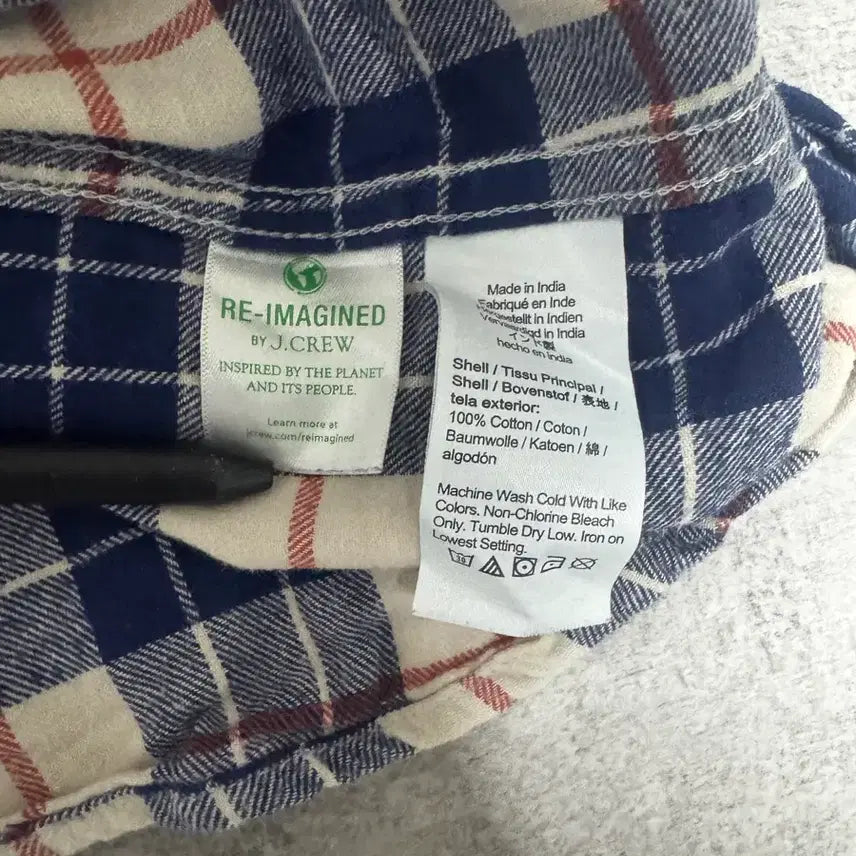 RE-IMAGINED
BY J.CREW
INSPIRED BY THE PLANET
AND ITS PEOPLE.
Learn more at
jcrew.com/reimagined
Made in India
Fabriqué en Inde
Hergestellt in Indien
Vervaardigd in India
インド製
hecho en India
Shell / Tissu Principal /
Shell / Bovenstof / 表地 /
tela exterior:
100% Cotton / Coton /
Baumwolle / Katoen / 綿 /
algodón
Machine Wash Cold With Like
Colors. Non-Chlorine Bleach
Only. Tumble Dry Low. Iron on
Lowest Setting.
30